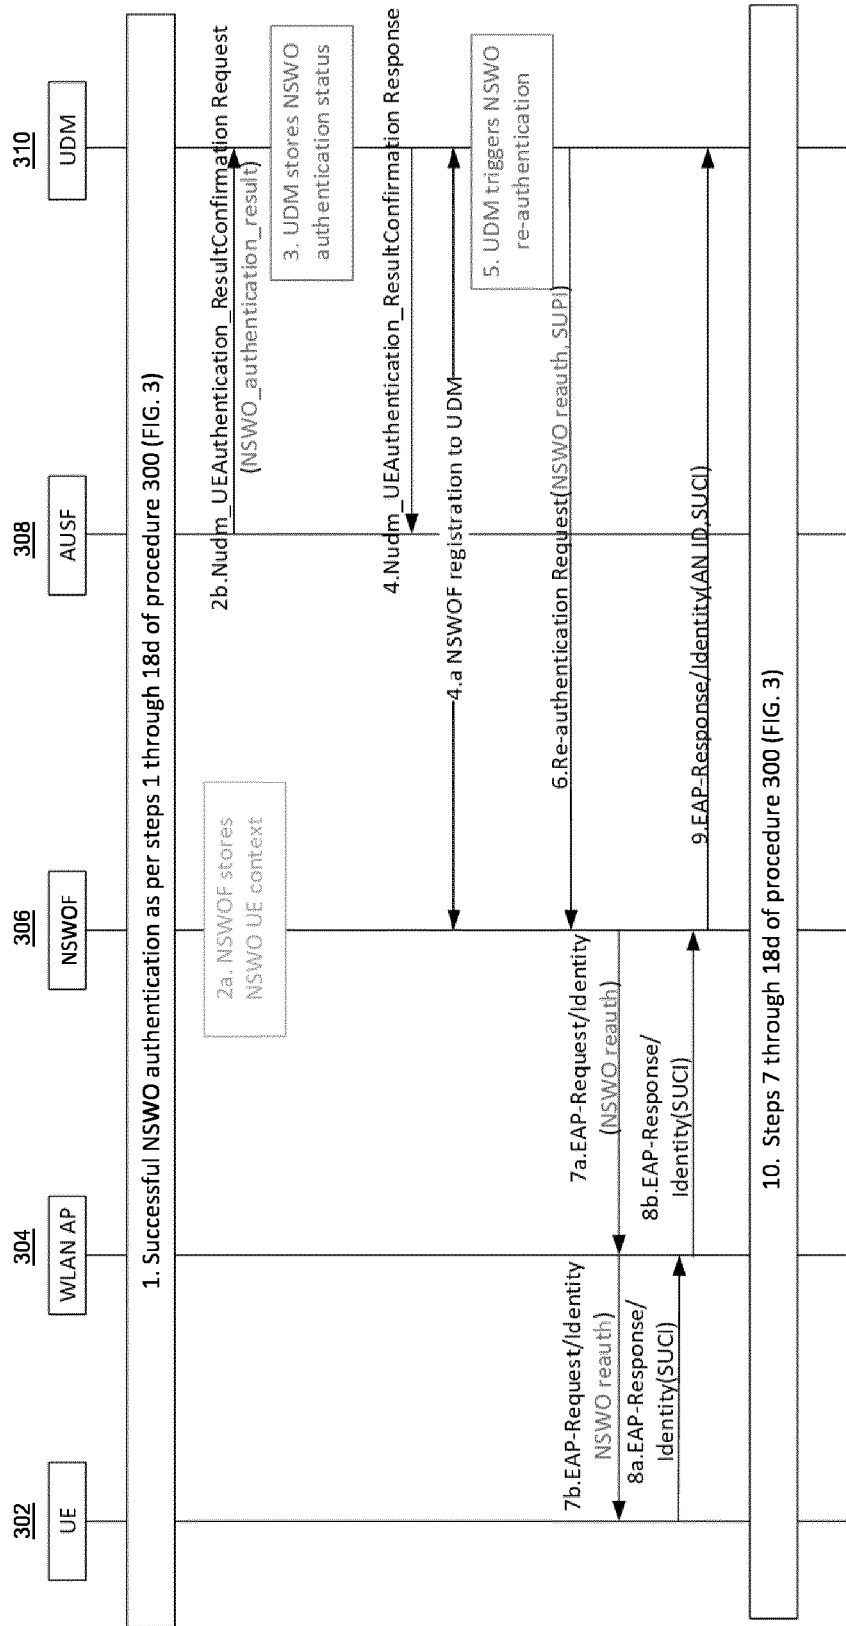 302
UE
304
WLAN AP
306
NSWOF
308
AUSF
310
UDM
1. Successful NSWO authentication as per steps 1 through 18d of procedure 300 (FIG. 3)
2a. NSWOF stores
NSWO UE context
2b.Nudm_UEAuthentication_ResultConfirmation Request
(NSWO_authentication_result)
3. UDM stores NSWO
authentication status
4.Nudm_UEAuthentication_ResultConfirmation Response
4.a NSWOF registration to UDM
5. UDM triggers NSWO
re-authentication
6.Re-authentication Request(NSWO reauth, SUPI)
7a.EAP-Request/Identity
(NSWO reauth)
7b.EAP-Request/Identity
NSWO reauth)
8a.EAP-Response/
Identity(SUCI)
8b.EAP-Response/
Identity(SUCI)
9.EAP-Response/Identity(AN ID,SUCI)
10. Steps 7 through 18d of procedure 300 (FIG. 3)